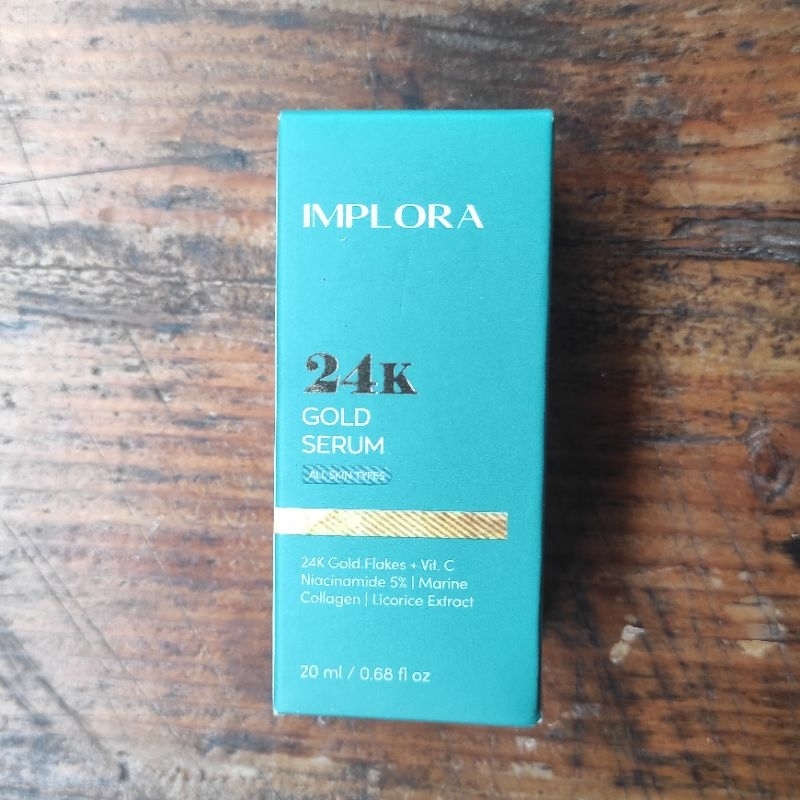 IMPLORA
24K
GOLD
SERUM
ALL SKIN TYPES
24K Gold Flakes + Vit. C
Niacinamide 5% | Marine
Collagen | Licorice Extract
20 ml / 0.68 fl oz